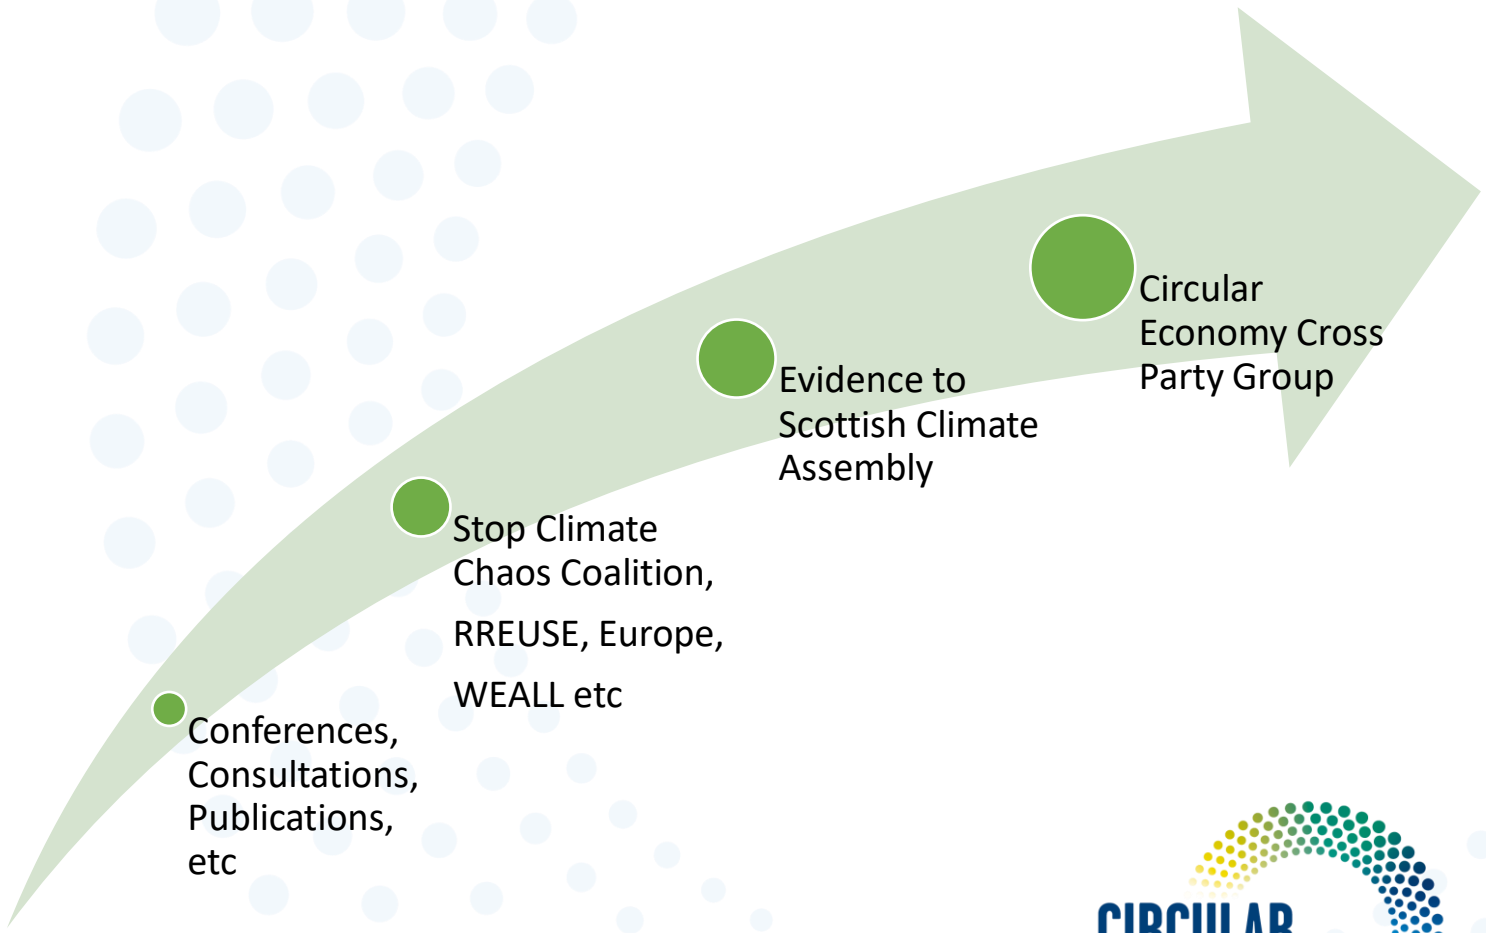 Circular
Economy Cross
Party Group
Evidence to
Scottish Climate
Assembly
Stop Climate
Chaos Coalition,
RREUSE, Europe,
WEALL etc
Conferences,
Consultations,
Publications,
etc
CIRCULAR